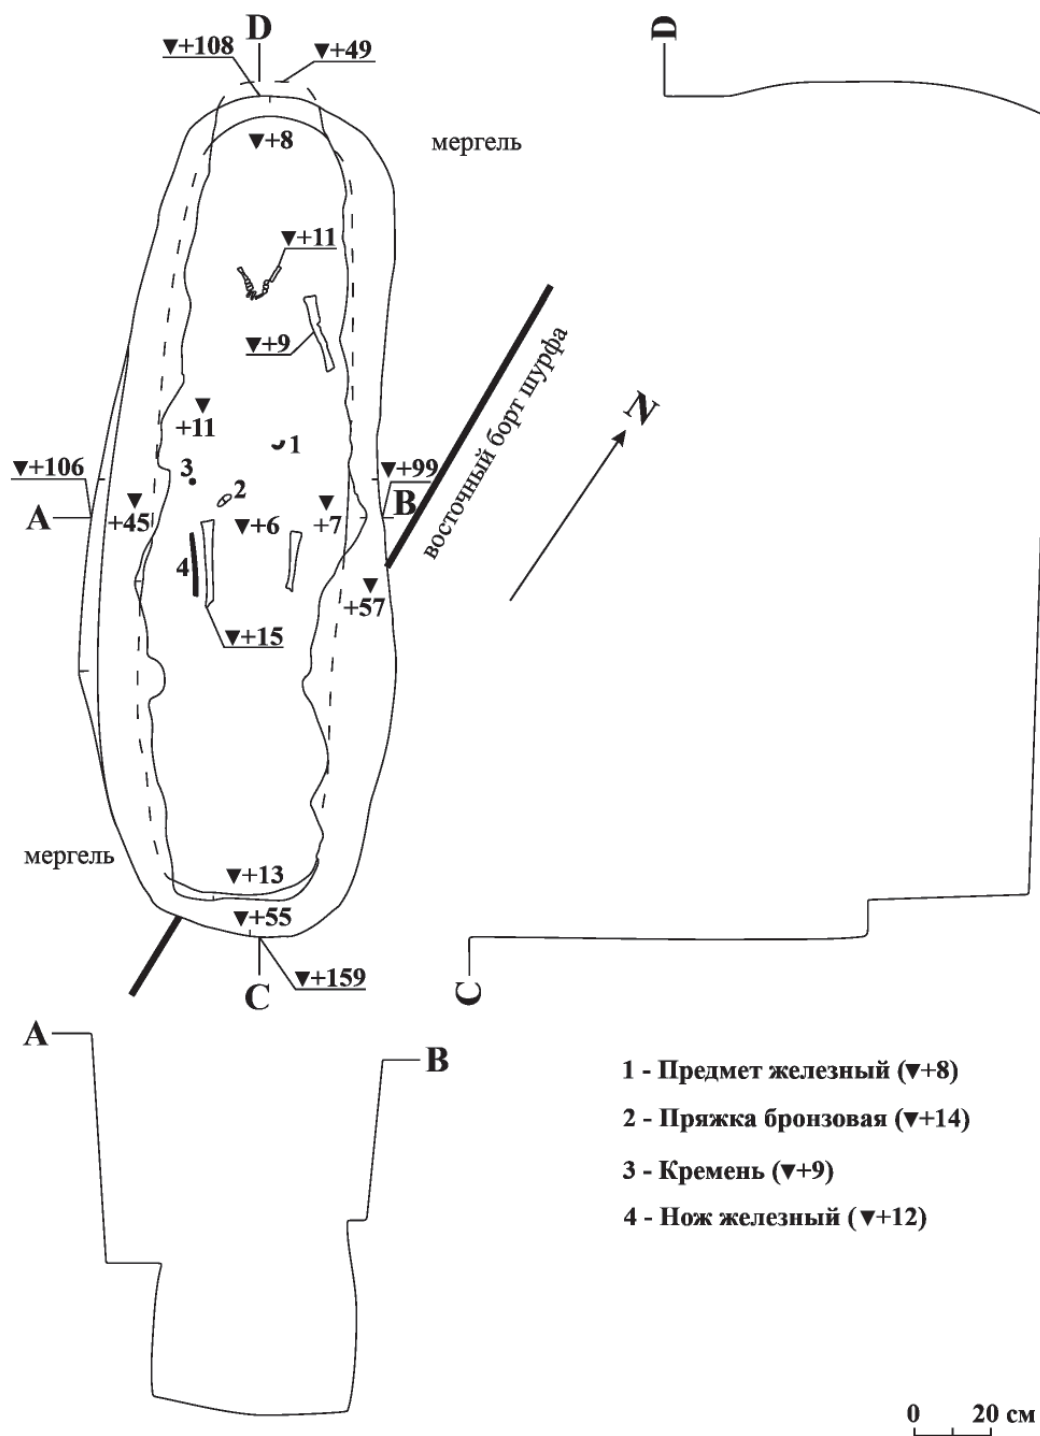 D
▼+108
▼+49
D
▼+8
мергель
▼+11
▼+9
восточный борт шурфа
N
▼
+11
1
▼+106
3
2
▼+99
A
▼
+45
▼+6
▼
+7
B
4
▼
+57
▼+15
мергель
▼+13
▼+55
▼+159
C
C
A
B
1 - Предмет железный (▼+8)
2 - Пряжка бронзовая (▼+14)
3 - Кремень (▼+9)
4 - Нож железный ( ▼+12)
0 20 см